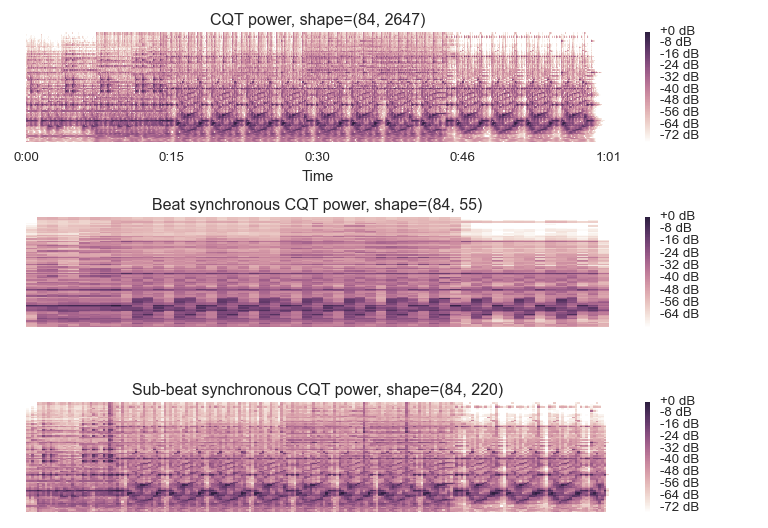 CQT power, shape=(84, 2647)
+0 dB
-8 dB
-16 dB
-24 dB
-32 dB
-40 dB
-48 dB
-56 dB
-64 dB
-72 dB
0:00 0:15 0:30 0:46 1:01
Time
Beat synchronous CQT power, shape=(84, 55)
+0 dB
-8 dB
-16 dB
-24 dB
-32 dB
-40 dB
-48 dB
-56 dB
-64 dB
Sub-beat synchronous CQT power, shape=(84, 220)
+0 dB
-8 dB
-16 dB
-24 dB
-32 dB
-40 dB
-48 dB
-56 dB
-64 dB
-72 dB